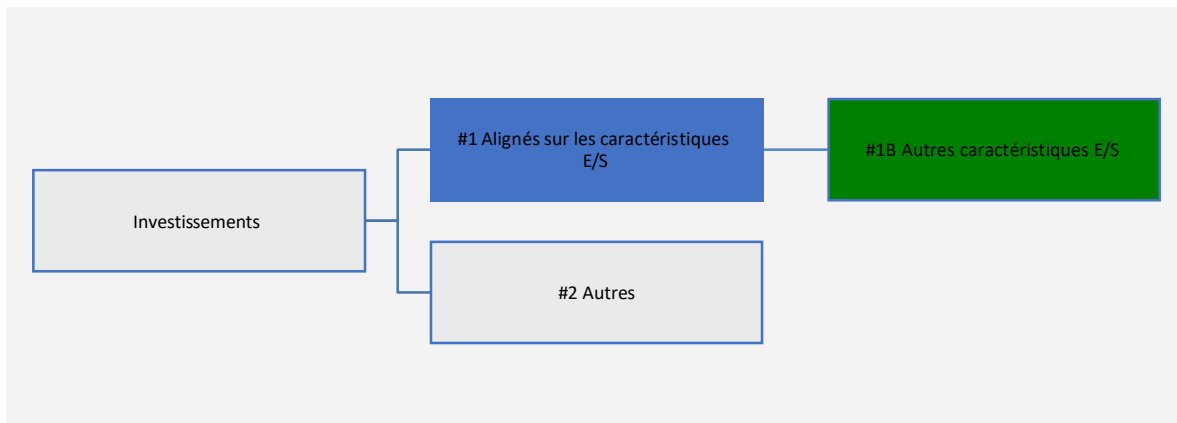 #1 Alignés sur les caractéristiques
E/S
#1B Autres caractéristiques E/S
Investissements
#2 Autres